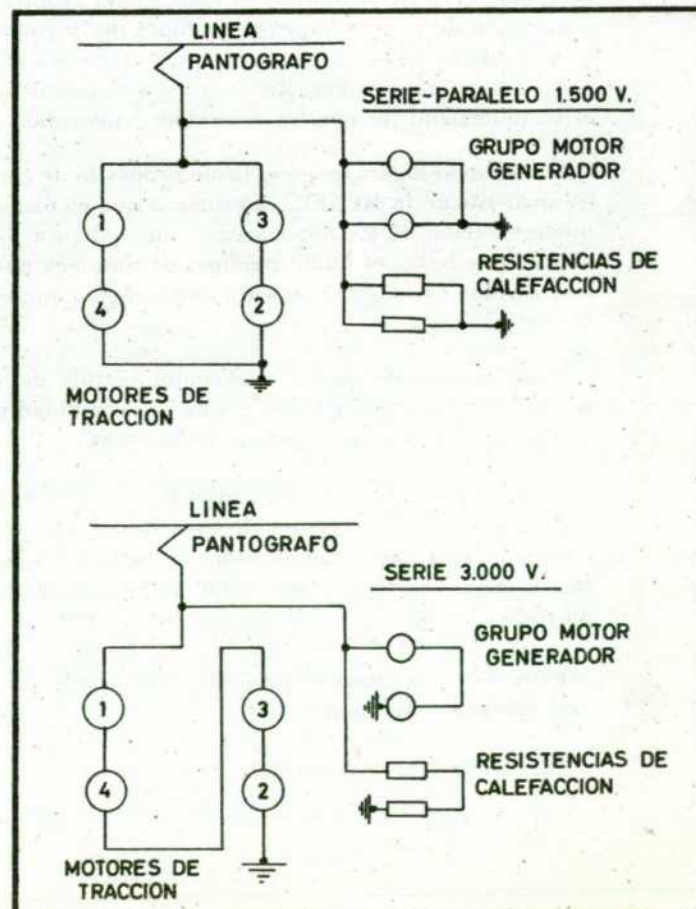 LINEA
PANTOGRAFO
SERIE-PARALELO 1.500 V.
GRUPO MOTOR
GENERADOR
1
3
4
2
RESISTENCIAS DE
CALEFACCION
MOTORES DE
TRACCION
LINEA
PANTOGRAFO
SERIE 3.000 V.
GRUPO MOTOR
GENERADOR
1
3
4
2
RESISTENCIAS DE
CALEFACCION
MOTORES DE
TRACCION